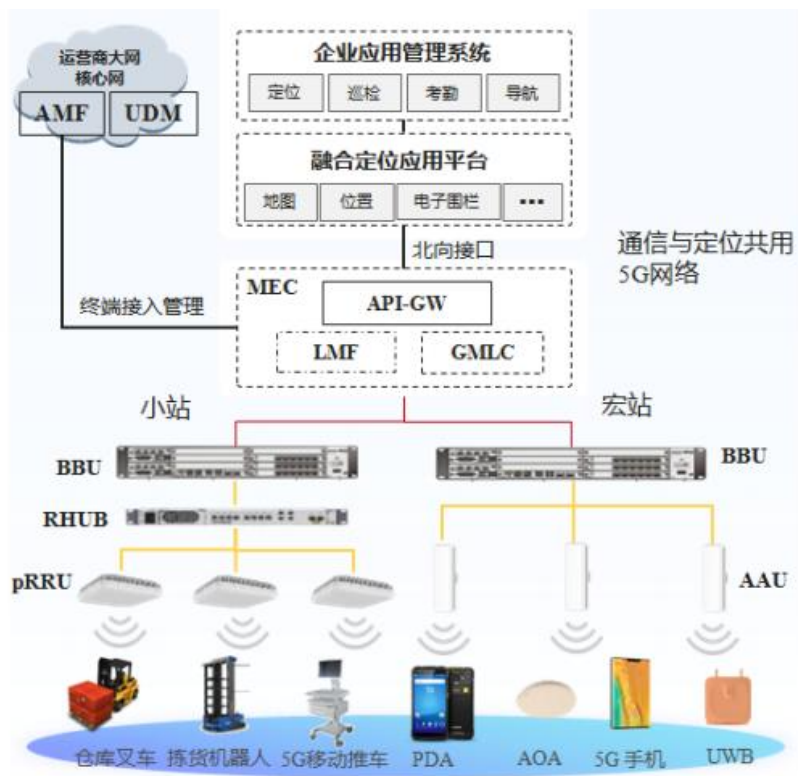 运营商大网
核心网
AMF UDM
企业应用管理系统
定位 巡检 考勤 导航
融合定位应用平台
地图 位置 电子围栏 ...
北向接口
通信与定位共用
5G网络
MEC
API-GW
终端接入管理
LMF GMLC
小站 宏站
BBU BBU
RHUB
pRRU AAU
仓库叉车 拣货机器人 5G移动推车 PDA AOA 5G 手机 UWB